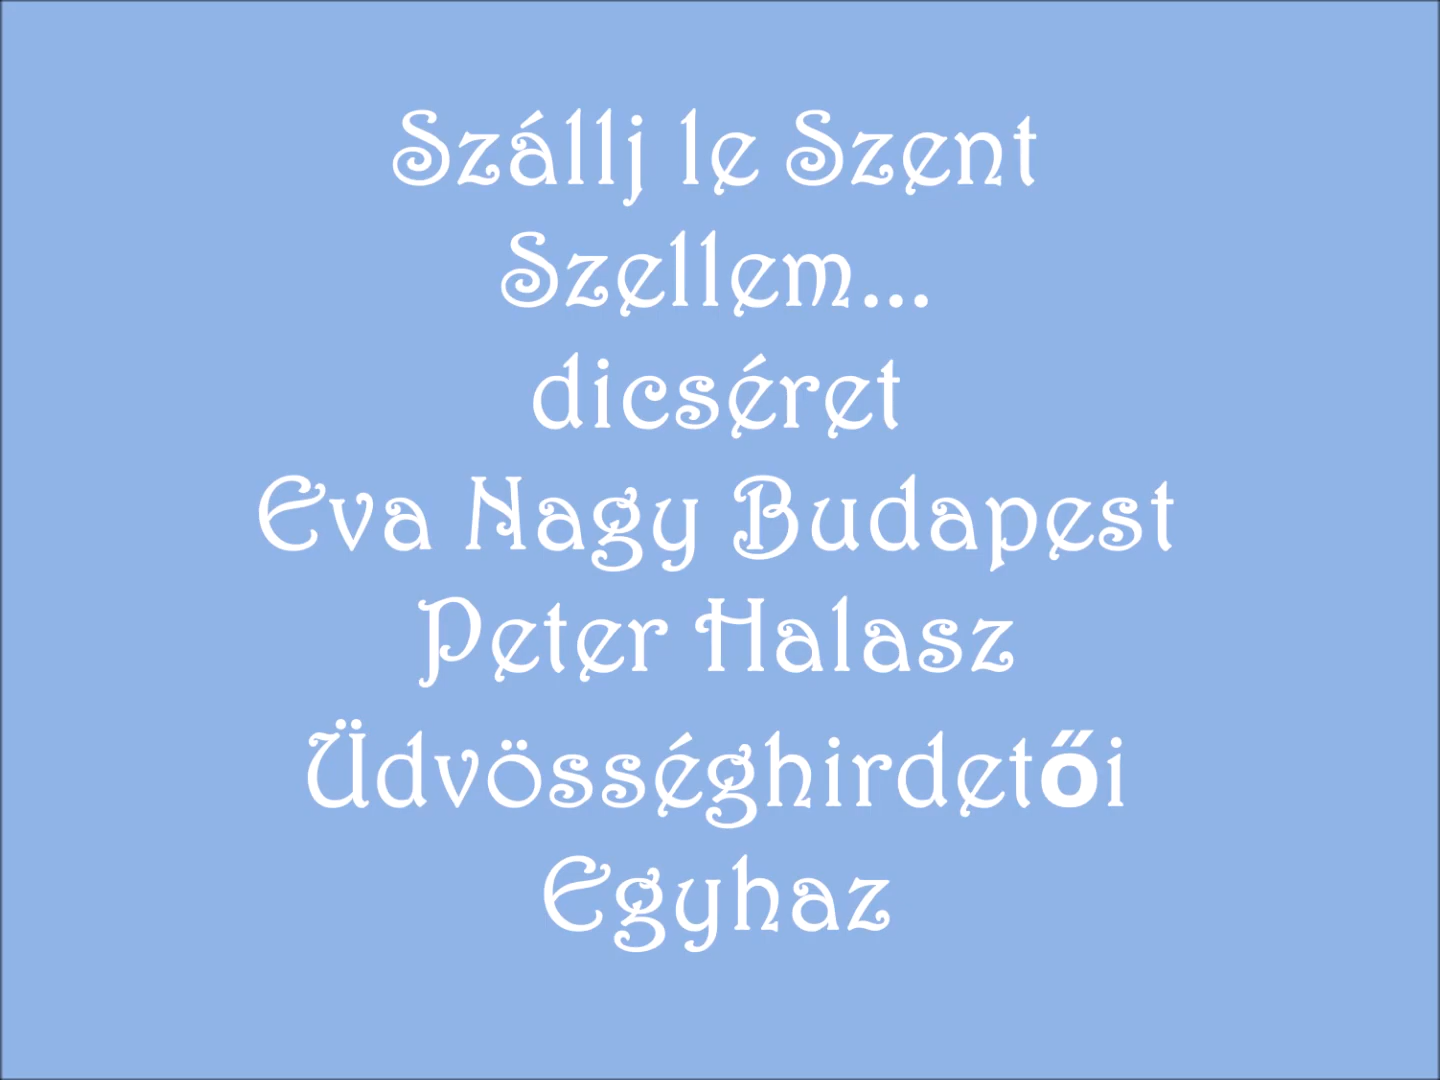 Szállj le Szent
Szellem...
dicséret
Eva Nagy Budapest
Peter Halasz
Üdvösséghirdetői
Egyhaz